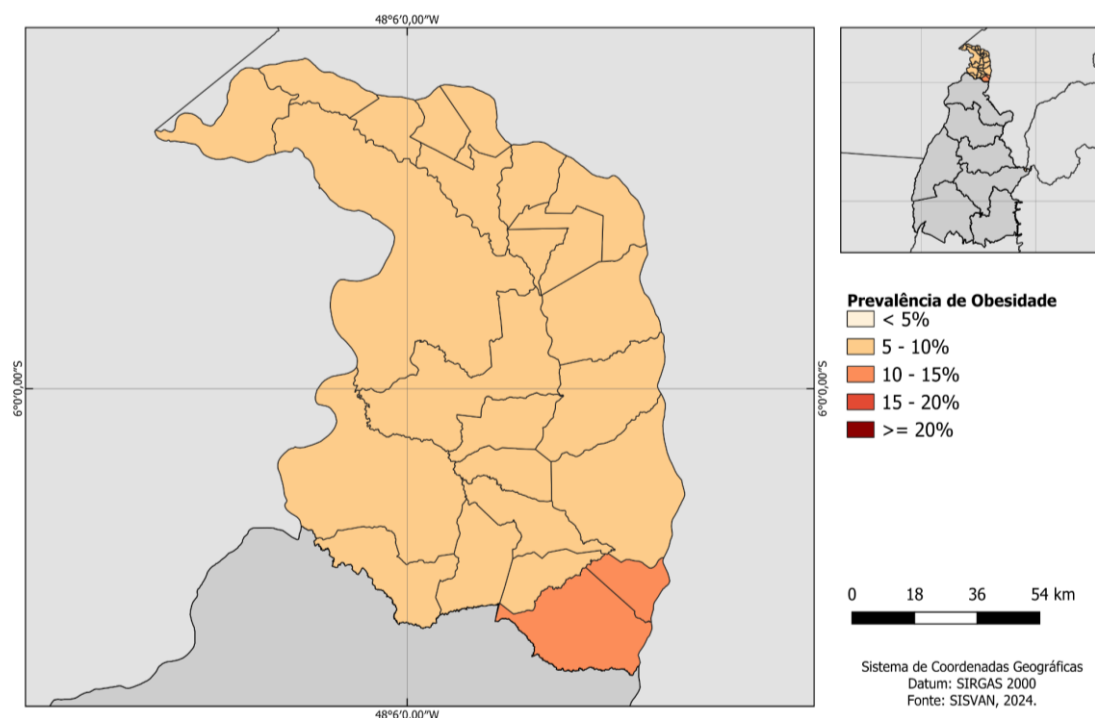 48°6'0,00"W
6°0'0,00"S
6°0'0,00"S
48°6'0,00"W
Prevalência de Obesidade
< 5%
5 - 10%
10 - 15%
15 - 20%
>= 20%
0 18 36 54 km
Sistema de Coordenadas Geográficas
Datum: SIRGAS 2000
Fonte: SISVAN, 2024.